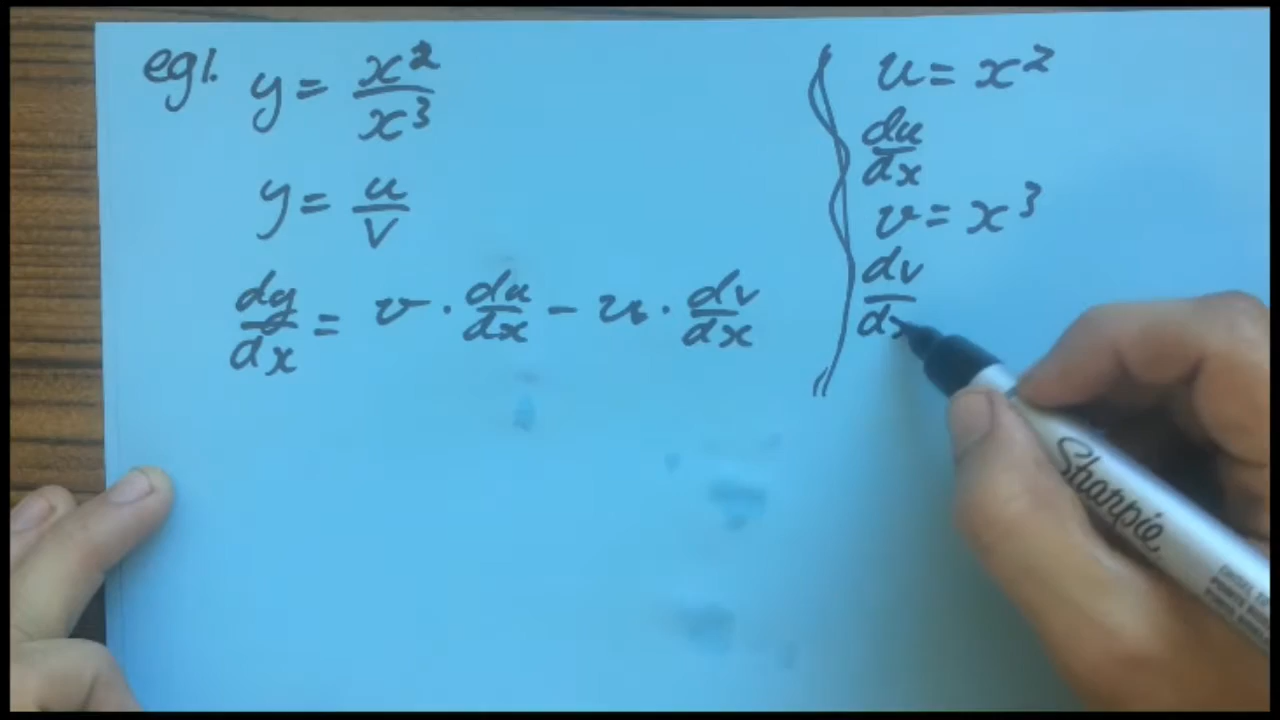 eg1. y = x²/x³
y = u/v
dy/dx = v · du/dx − u · dv/dx
u = x²
du/dx
v = x³
dv/dx
Sharpie